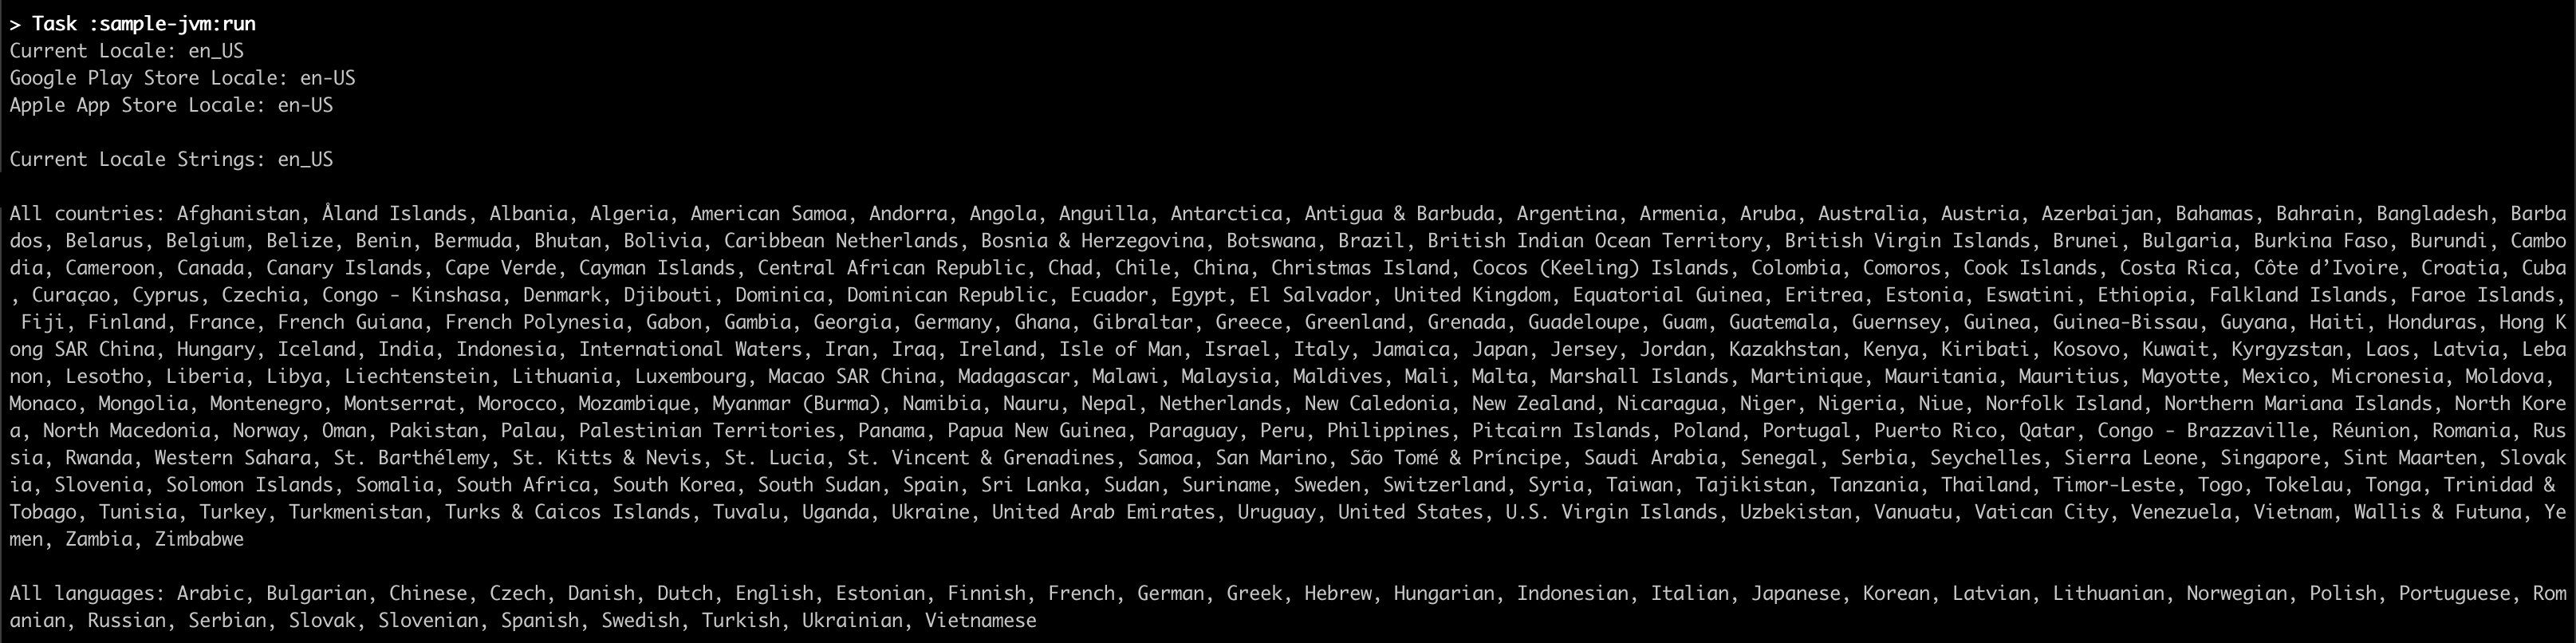 > Task :sample-jvm:run
Current Locale: en_US
Google Play Store Locale: en-US
Apple App Store Locale: en-US
Current Locale Strings: en_US
All countries: Afghanistan, Åland Islands, Albania, Algeria, American Samoa, Andorra, Angola, Anguilla, Antarctica, Antigua & Barbuda, Argentina, Armenia, Aruba, Australia, Austria, Azerbaijan, Bahamas, Bahrain, Bangladesh, Barba
dos, Belarus, Belgium, Belize, Benin, Bermuda, Bhutan, Bolivia, Caribbean Netherlands, Bosnia & Herzegovina, Botswana, Brazil, British Indian Ocean Territory, British Virgin Islands, Brunei, Bulgaria, Burkina Faso, Burundi, Cambo
dia, Cameroon, Canada, Canary Islands, Cape Verde, Cayman Islands, Central African Republic, Chad, Chile, China, Christmas Island, Cocos (Keeling) Islands, Colombia, Comoros, Cook Islands, Costa Rica, Côte d’Ivoire, Croatia, Cuba
, Curaçao, Cyprus, Czechia, Congo - Kinshasa, Denmark, Djibouti, Dominica, Dominican Republic, Ecuador, Egypt, El Salvador, United Kingdom, Equatorial Guinea, Eritrea, Estonia, Eswatini, Ethiopia, Falkland Islands, Faroe Islands,
Fiji, Finland, France, French Guiana, French Polynesia, Gabon, Gambia, Georgia, Germany, Ghana, Gibraltar, Greece, Greenland, Grenada, Guadeloupe, Guam, Guatemala, Guernsey, Guinea, Guinea-Bissau, Guyana, Haiti, Honduras, Hong K
ong SAR China, Hungary, Iceland, India, Indonesia, International Waters, Iran, Iraq, Ireland, Isle of Man, Israel, Italy, Jamaica, Japan, Jersey, Jordan, Kazakhstan, Kenya, Kiribati, Kosovo, Kuwait, Kyrgyzstan, Laos, Latvia, Leba
non, Lesotho, Liberia, Libya, Liechtenstein, Lithuania, Luxembourg, Macao SAR China, Madagascar, Malawi, Malaysia, Maldives, Mali, Malta, Marshall Islands, Martinique, Mauritania, Mauritius, Mayotte, Mexico, Micronesia, Moldova,
Monaco, Mongolia, Montenegro, Montserrat, Morocco, Mozambique, Myanmar (Burma), Namibia, Nauru, Nepal, Netherlands, New Caledonia, New Zealand, Nicaragua, Niger, Nigeria, Niue, Norfolk Island, Northern Mariana Islands, North Kore
a, North Macedonia, Norway, Oman, Pakistan, Palau, Palestinian Territories, Panama, Papua New Guinea, Paraguay, Peru, Philippines, Pitcairn Islands, Poland, Portugal, Puerto Rico, Qatar, Congo - Brazzaville, Réunion, Romania, Rus
sia, Rwanda, Western Sahara, St. Barthélemy, St. Kitts & Nevis, St. Lucia, St. Vincent & Grenadines, Samoa, San Marino, São Tomé & Príncipe, Saudi Arabia, Senegal, Serbia, Seychelles, Sierra Leone, Singapore, Sint Maarten, Slovak
ia, Slovenia, Solomon Islands, Somalia, South Africa, South Korea, South Sudan, Spain, Sri Lanka, Sudan, Suriname, Sweden, Switzerland, Syria, Taiwan, Tajikistan, Tanzania, Thailand, Timor-Leste, Togo, Tokelau, Tonga, Trinidad &
Tobago, Tunisia, Turkey, Turkmenistan, Turks & Caicos Islands, Tuvalu, Uganda, Ukraine, United Arab Emirates, Uruguay, United States, U.S. Virgin Islands, Uzbekistan, Vanuatu, Vatican City, Venezuela, Vietnam, Wallis & Futuna, Ye
men, Zambia, Zimbabwe
All languages: Arabic, Bulgarian, Chinese, Czech, Danish, Dutch, English, Estonian, Finnish, French, German, Greek, Hebrew, Hungarian, Indonesian, Italian, Japanese, Korean, Latvian, Lithuanian, Norwegian, Polish, Portuguese, Rom
anian, Russian, Serbian, Slovak, Slovenian, Spanish, Swedish, Turkish, Ukrainian, Vietnamese